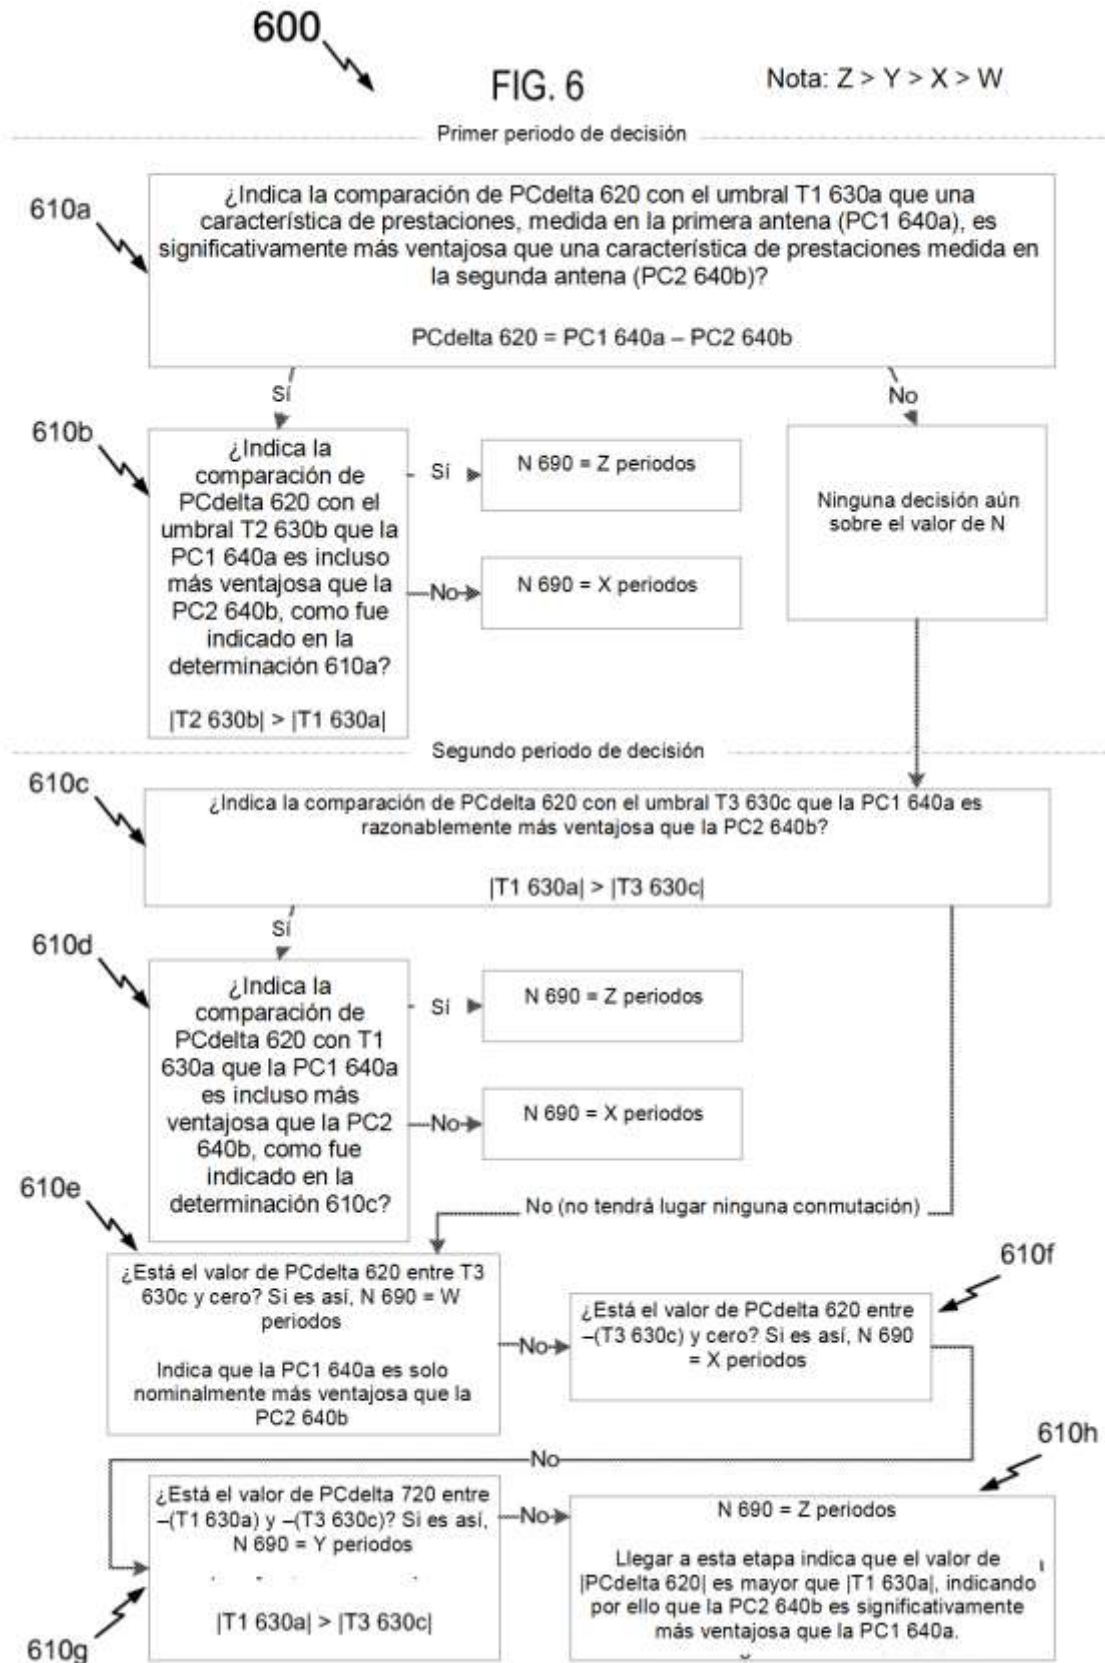 600
FIG. 6
Nota: Z > Y > X > W
Primer periodo de decisión
610a
¿Indica la comparación de PCdelta 620 con el umbral T1 630a que una
característica de prestaciones, medida en la primera antena (PC1 640a), es
significativamente más ventajosa que una característica de prestaciones medida en
la segunda antena (PC2 640b)?
PCdelta 620 = PC1 640a – PC2 640b
Sí
No
610b
¿Indica la
comparación de
PCdelta 620 con el
umbral T2 630b que la
PC1 640a es incluso
más ventajosa que la
PC2 640b, como fue
indicado en la
determinación 610a?
|T2 630b| > |T1 630a|
Sí
N 690 = Z periodos
No
N 690 = X periodos
Ninguna decisión aún
sobre el valor de N
Segundo periodo de decisión
610c
¿Indica la comparación de PCdelta 620 con el umbral T3 630c que la PC1 640a es
razonablemente más ventajosa que la PC2 640b?
|T1 630a| > |T3 630c|
Sí
610d
¿Indica la
comparación de
PCdelta 620 con T1
630a que la PC1 640a
es incluso más
ventajosa que la PC2
640b, como fue
indicado en la
determinación 610c?
Sí
N 690 = Z periodos
No
N 690 = X periodos
No (no tendrá lugar ninguna conmutación)
610e
¿Está el valor de PCdelta 620 entre T3
630c y cero? Si es así, N 690 = W
periodos
Indica que la PC1 640a es solo
nominalmente más ventajosa que la
PC2 640b
No
610f
¿Está el valor de PCdelta 620 entre
–(T3 630c) y cero? Si es así, N 690
= X periodos
No
610g
¿Está el valor de PCdelta 720 entre
–(T1 630a) y –(T3 630c)? Si es así,
N 690 = Y periodos
|T1 630a| > |T3 630c|
No
610h
N 690 = Z periodos
Llegar a esta etapa indica que el valor de
|PCdelta 620| es mayor que |T1 630a|, indicando
por ello que la PC2 640b es significativamente
más ventajosa que la PC1 640a.